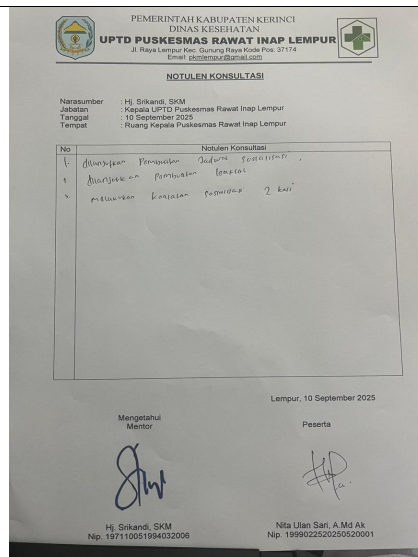 PEMERINTAH KABUPATEN KERINCI
DINAS KESEHATAN
UPTD PUSKESMAS RAWAT INAP LEMPUR
Jl. Raya Lempur Kec. Gunung Raya Kode Pos. 37174
Email: pkmlempur@gmail.com
NOTULEN KONSULTASI
Narasumber : Hj. Srikandi, SKM
Jabatan : Kepala UPTD Puskesmas Rawat Inap Lempur
Tanggal : 10 September 2025
Tempat : Ruang Kepala Puskesmas Rawat Inap Lempur
No Notulen Konsultasi
1. dilanjutkan Pembuatan Jadwal Sosialisasi,
2 dilanjutkan Pembuatan leaflet
3. melakukan kegiatan 2 kali
Lempur, 10 September 2025
Mengetahui
Mentor
Peserta
Hj. Srikandi, SKM
Nip. 197110051994032006
Nita Ulan Sari, A.Md Ak
Nip. 199902252025052001